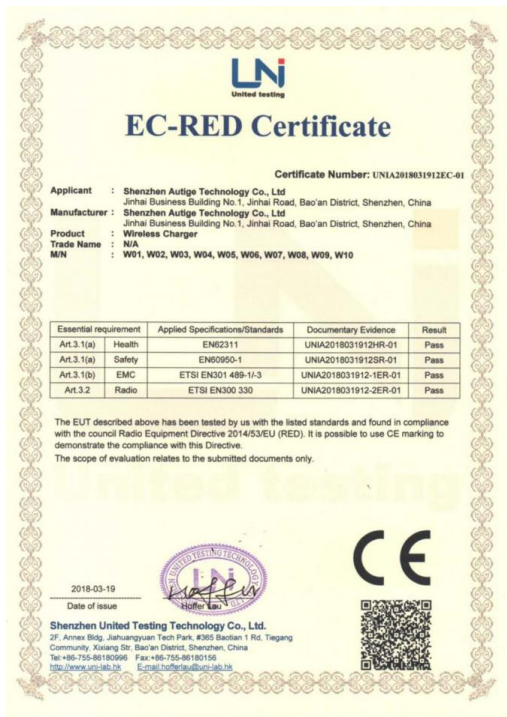 UNi
United testing
EC-RED Certificate
Certificate Number: UNIA2018031912EC-01
Applicant : Shenzhen Autige Technology Co., Ltd
Jinhai Business Building No.1, Jinhai Road, Bao'an District, Shenzhen, China
Manufacturer : Shenzhen Autige Technology Co., Ltd
Jinhai Business Building No.1, Jinhai Road, Bao'an District, Shenzhen, China
Product : Wireless Charger
Trade Name : N/A
M/N : W01, W02, W03, W04, W05, W06, W07, W08, W09, W10
Essential requirement Applied Specifications/Standards Documentary Evidence Result
Art.3.1(a) Health EN62311 UNIA2018031912HR-01 Pass
Art.3.1(a) Safety EN60950-1 UNIA2018031912SR-01 Pass
Art.3.1(b) EMC ETSI EN301 489-1/-3 UNIA2018031912-1ER-01 Pass
Art.3.2 Radio ETSI EN300 330 UNIA2018031912-2ER-01 Pass
The EUT described above has been tested by us with the listed standards and found in compliance
with the council Radio Equipment Directive 2014/53/EU (RED). It is possible to use CE marking to
demonstrate the compliance with this Directive.
The scope of evaluation relates to the submitted documents only.
United testing
UNITED TESTING TECHNOLOGY
UNi
CE
2018-03-19
Date of issue
Hoffer Lau
Shenzhen United Testing Technology Co., Ltd.
2F, Annex Bldg, Jiahuangyuan Tech Park, #365 Baotian 1 Rd, Tiegang
Community, Xixiang Str, Bao'an District, Shenzhen, China
Tel:+86-755-86180996 Fax:+86-755-86180156
http://www.uni-lab.hk E-mail:hofferlau@uni-lab.hk